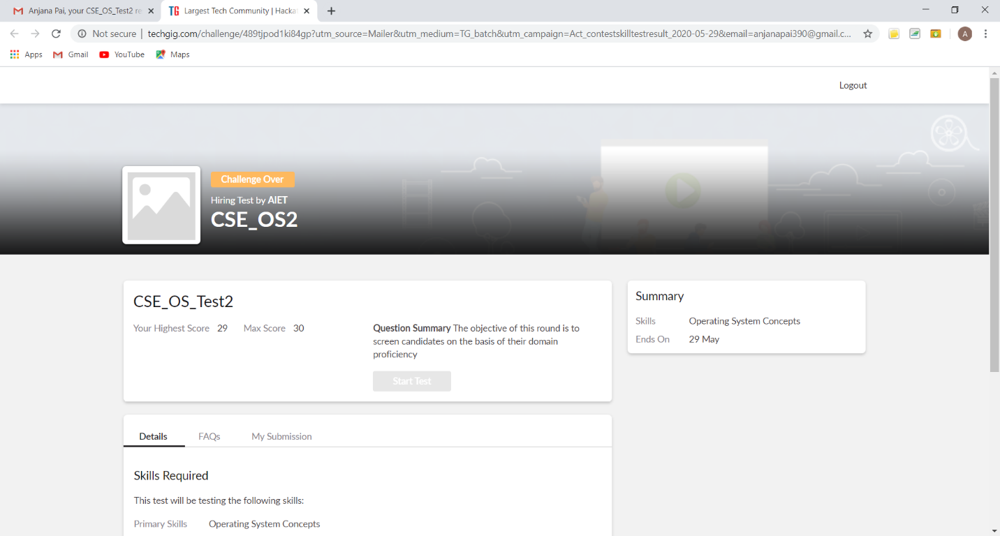 Anjana Pai, your CSE_OS_Test2 re
TG Largest Tech Community | Hacka
Not secure | techgig.com/challenge/489tjpod1ki84gp?utm_source=Mailer&utm_medium=TG_batch&utm_campaign=Act_contestskilltestresult_2020-05-29&email=anjanapai390@gmail.c...
A
Apps Gmail YouTube Maps
Logout
Challenge Over
Hiring Test by AIET
CSE_OS2
CSE_OS_Test2
Your Highest Score 29 Max Score 30
Question Summary The objective of this round is to
screen candidates on the basis of their domain
proficiency
Start Test
Summary
Skills Operating System Concepts
Ends On 29 May
Details FAQs My Submission
Skills Required
This test will be testing the following skills:
Primary Skills Operating System Concepts